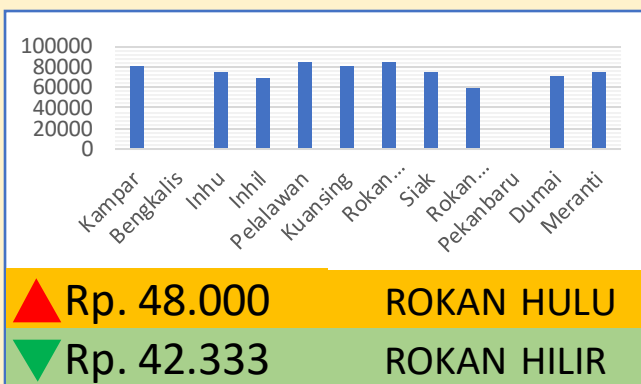 100000
80000
60000
40000
20000
0
Kampar
Bengkalis
Inhu
Inhil
Pelalawan
Kuansing
Rokan...
Siak
Rokan...
Pekanbaru
Dumai
Meranti
Rp. 48.000 ROKAN HULU
Rp. 42.333 ROKAN HILIR